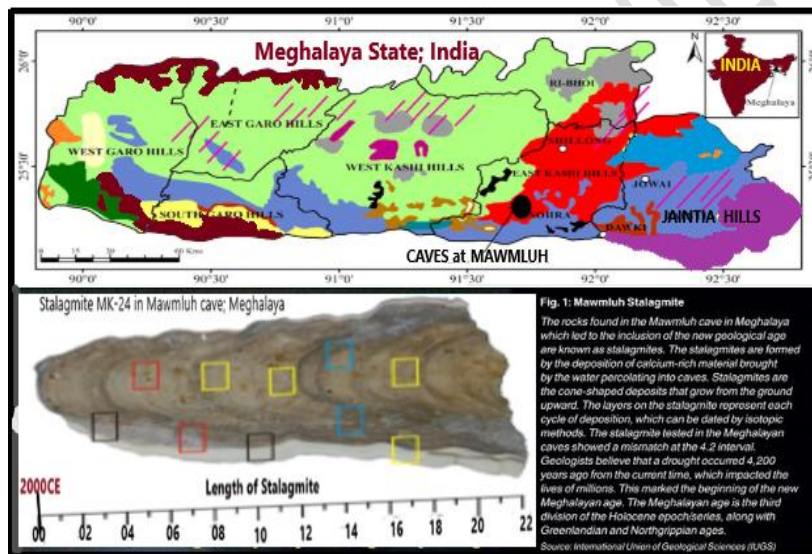 90°0'
90°5'
91°0'
91°5'
92°0'
92°5'
Meghalaya State; India
N
INDIA
Meghalaya
26°0'
25°5'
25°5'
RI-BHOI
EAST GARO HILLS
WEST GARO HILLS
WEST KASHI HILLS
SHILLONG
EAST KASHI HILLS
JOWAI
SOUTH GARO HILLS
SOHRA
JAINTIA HILLS
DAWKI
CAVES at MAWMLUH
90°0'
90°5'
91°0'
91°5'
92°0'
92°5'
Stalagmite MK-24 in Mawmluh cave; Meghalaya
2000CE
Length of Stalagmite
00 02 04 06 08 10 12 14 16 18 20 22
Fig. 1: Mawmluh Stalagmite
The rocks found in the Mawmluh cave in Meghalaya
which led to the inclusion of the new geological age
are known as stalagmites. The stalagmites are formed
by the deposition of calcium-rich material brought
by the water percolating into caves. Stalagmites are
the cone-shaped deposits that grow from the ground
upward. The layers on the stalagmite represent each
cycle of deposition, which can be dated by isotopic
methods. The stalagmite tested in the Meghalayan
caves showed a mismatch at the 4.2 interval.
Geologists believe that a drought occurred 4,200
years ago from the current time, which impacted the
lives of millions. This marked the beginning of the new
Meghalayan age. The Meghalayan age is the third
division of the Holocene epoch/series, along with
Greenlandian and Northgrippian ages.
Source: International Union of Geological Sciences (IUGS)